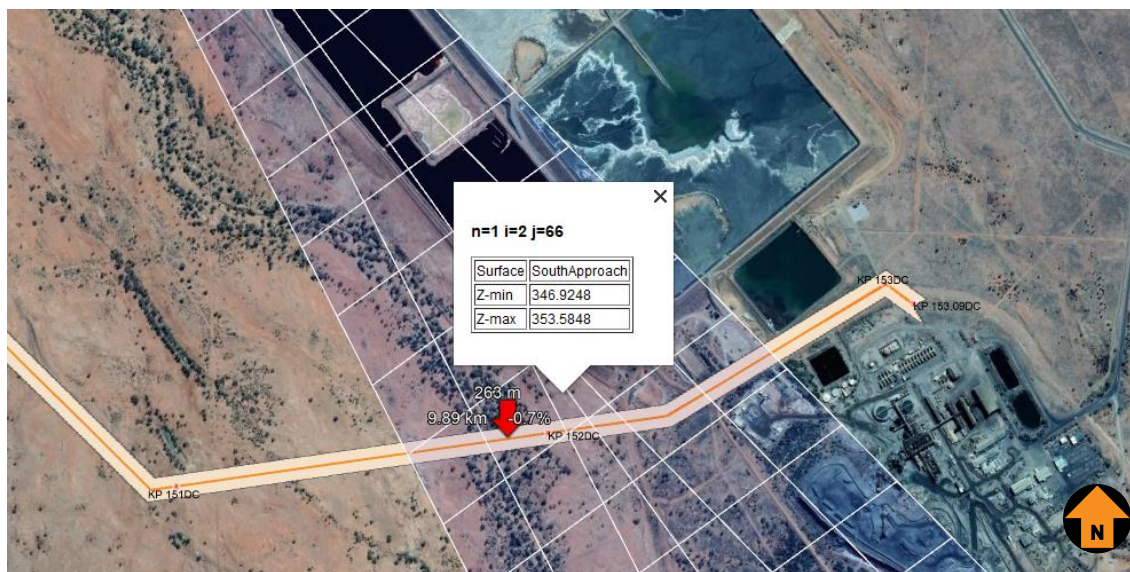 n=1 i=2 j=66
Surface SouthApproach
Z-min 346.9248
Z-max 353.5848
KP 153DC
KP 153.09DC
263 m
9.89 km -0.7%
KP 152DC
KP 151DC
N